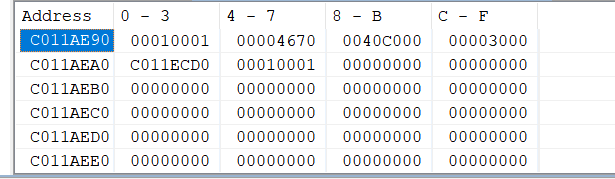 Address 0 - 3 4 - 7 8 - B C - F
C011AE90 00010001 00004670 0040C000 00003000
C011AEA0 C011ECD0 00010001 00000000 00000000
C011AEB0 00000000 00000000 00000000 00000000
C011AEC0 00000000 00000000 00000000 00000000
C011AED0 00000000 00000000 00000000 00000000
C011AEE0 00000000 00000000 00000000 00000000